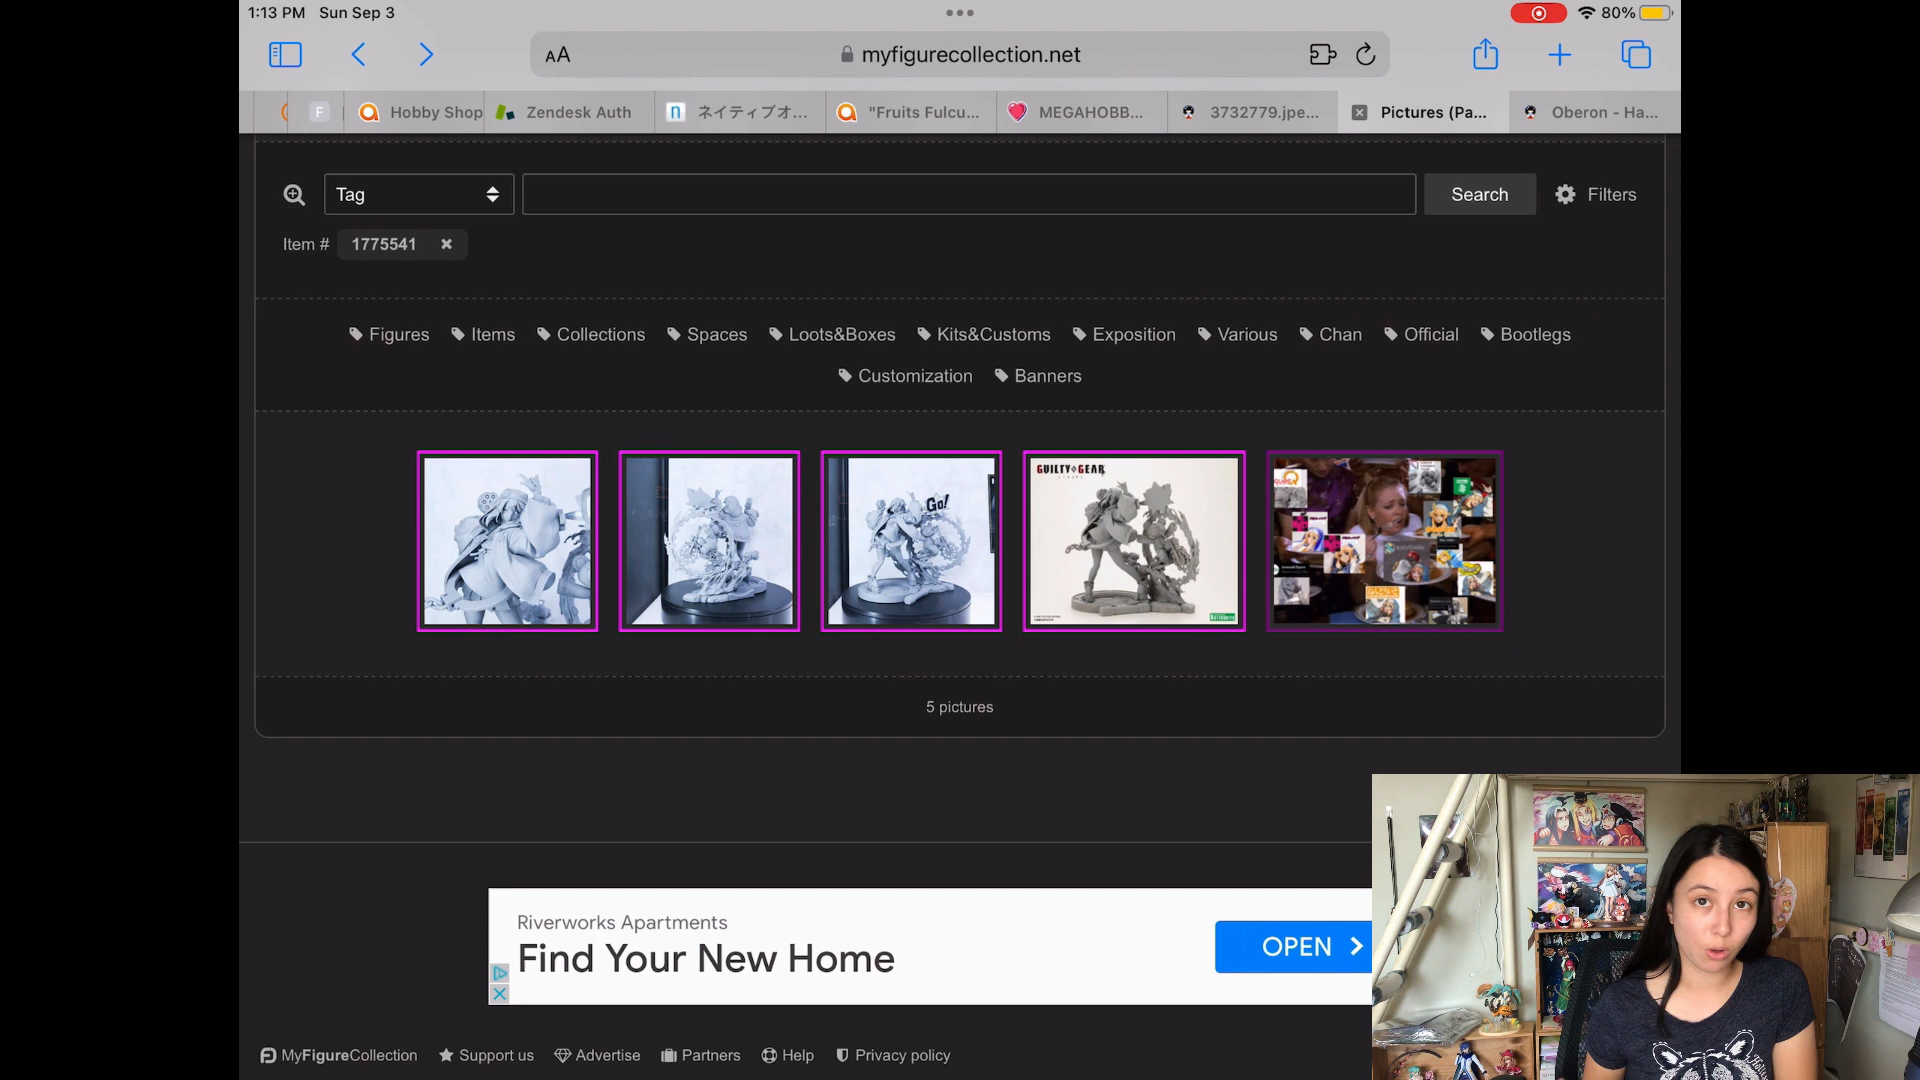 1:13 PM Sun Sep 3
80%
AA
myfigurecollection.net
F
Hobby Shop
Zendesk Auth
n
ネイティブオ...
"Fruits Fulcu...
MEGAHOBB...
3732779.jpe...
Pictures (Pa...
Oberon - Ha...
Tag
Search
Filters
Item #
1775541
Figures
Items
Collections
Spaces
Loots&Boxes
Kits&Customs
Exposition
Various
Chan
Official
Bootlegs
Customization
Banners
Go!
GUILTY GEAR
5 pictures
Riverworks Apartments
Find Your New Home
OPEN
MyFigureCollection
Support us
Advertise
Partners
Help
Privacy policy